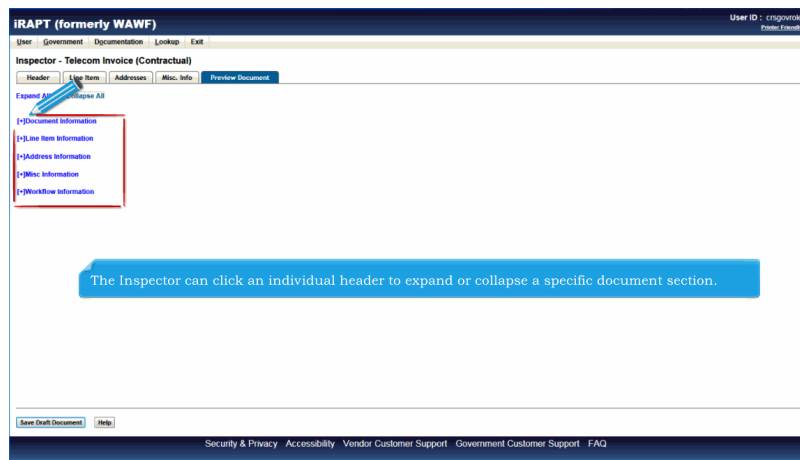 iRAPT (formerly WAWF)
User ID : crsgovrole
Printer Friendl
User Government Documentation Lookup Exit
Inspector - Telecom Invoice (Contractual)
Header Line Item Addresses Misc. Info Preview Document
Expand All Collapse All
[+]Document Information
[+]Line Item Information
[+]Address Information
[+]Misc Information
[+]Workflow Information
The Inspector can click an individual header to expand or collapse a specific document section.
Save Draft Document Help
Security & Privacy Accessibility Vendor Customer Support Government Customer Support FAQ